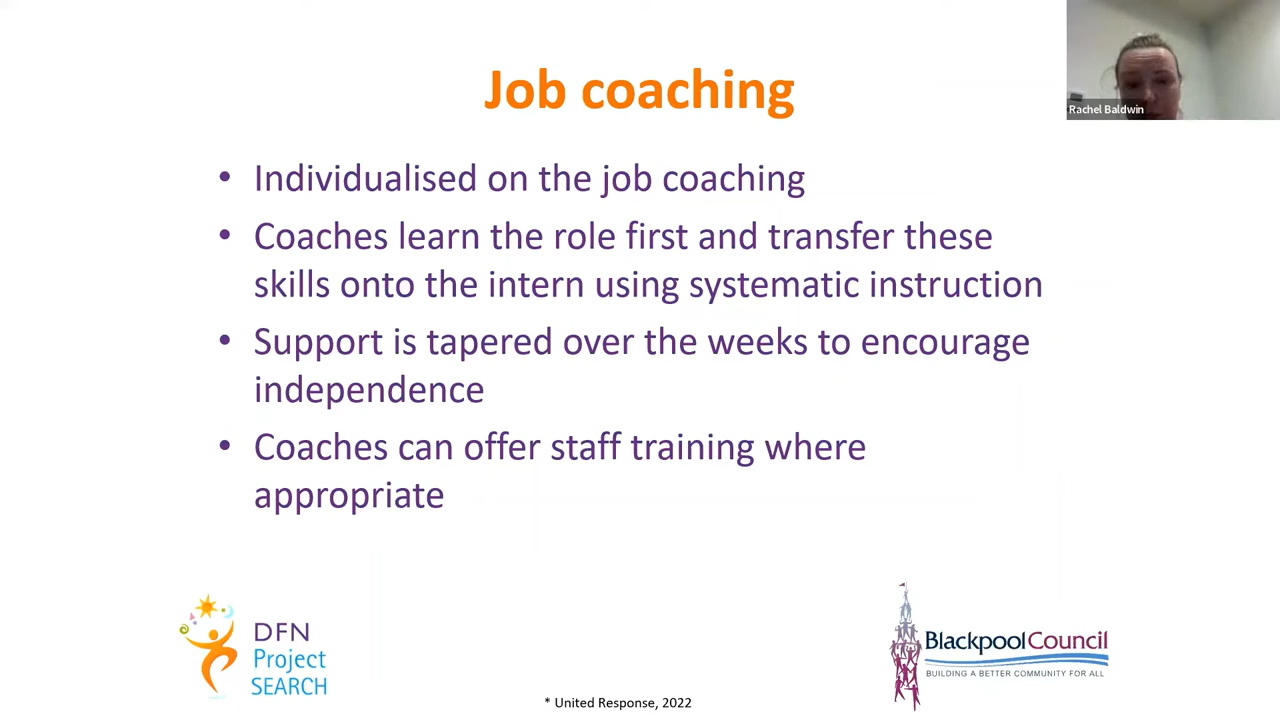 Job coaching
Rachel Baldwin
• Individualised on the job coaching
• Coaches learn the role first and transfer these
skills onto the intern using systematic instruction
• Support is tapered over the weeks to encourage
independence
• Coaches can offer staff training where
appropriate
DFN
Project
SEARCH
BlackpoolCouncil
BUILDING A BETTER COMMUNITY FOR ALL
* United Response, 2022